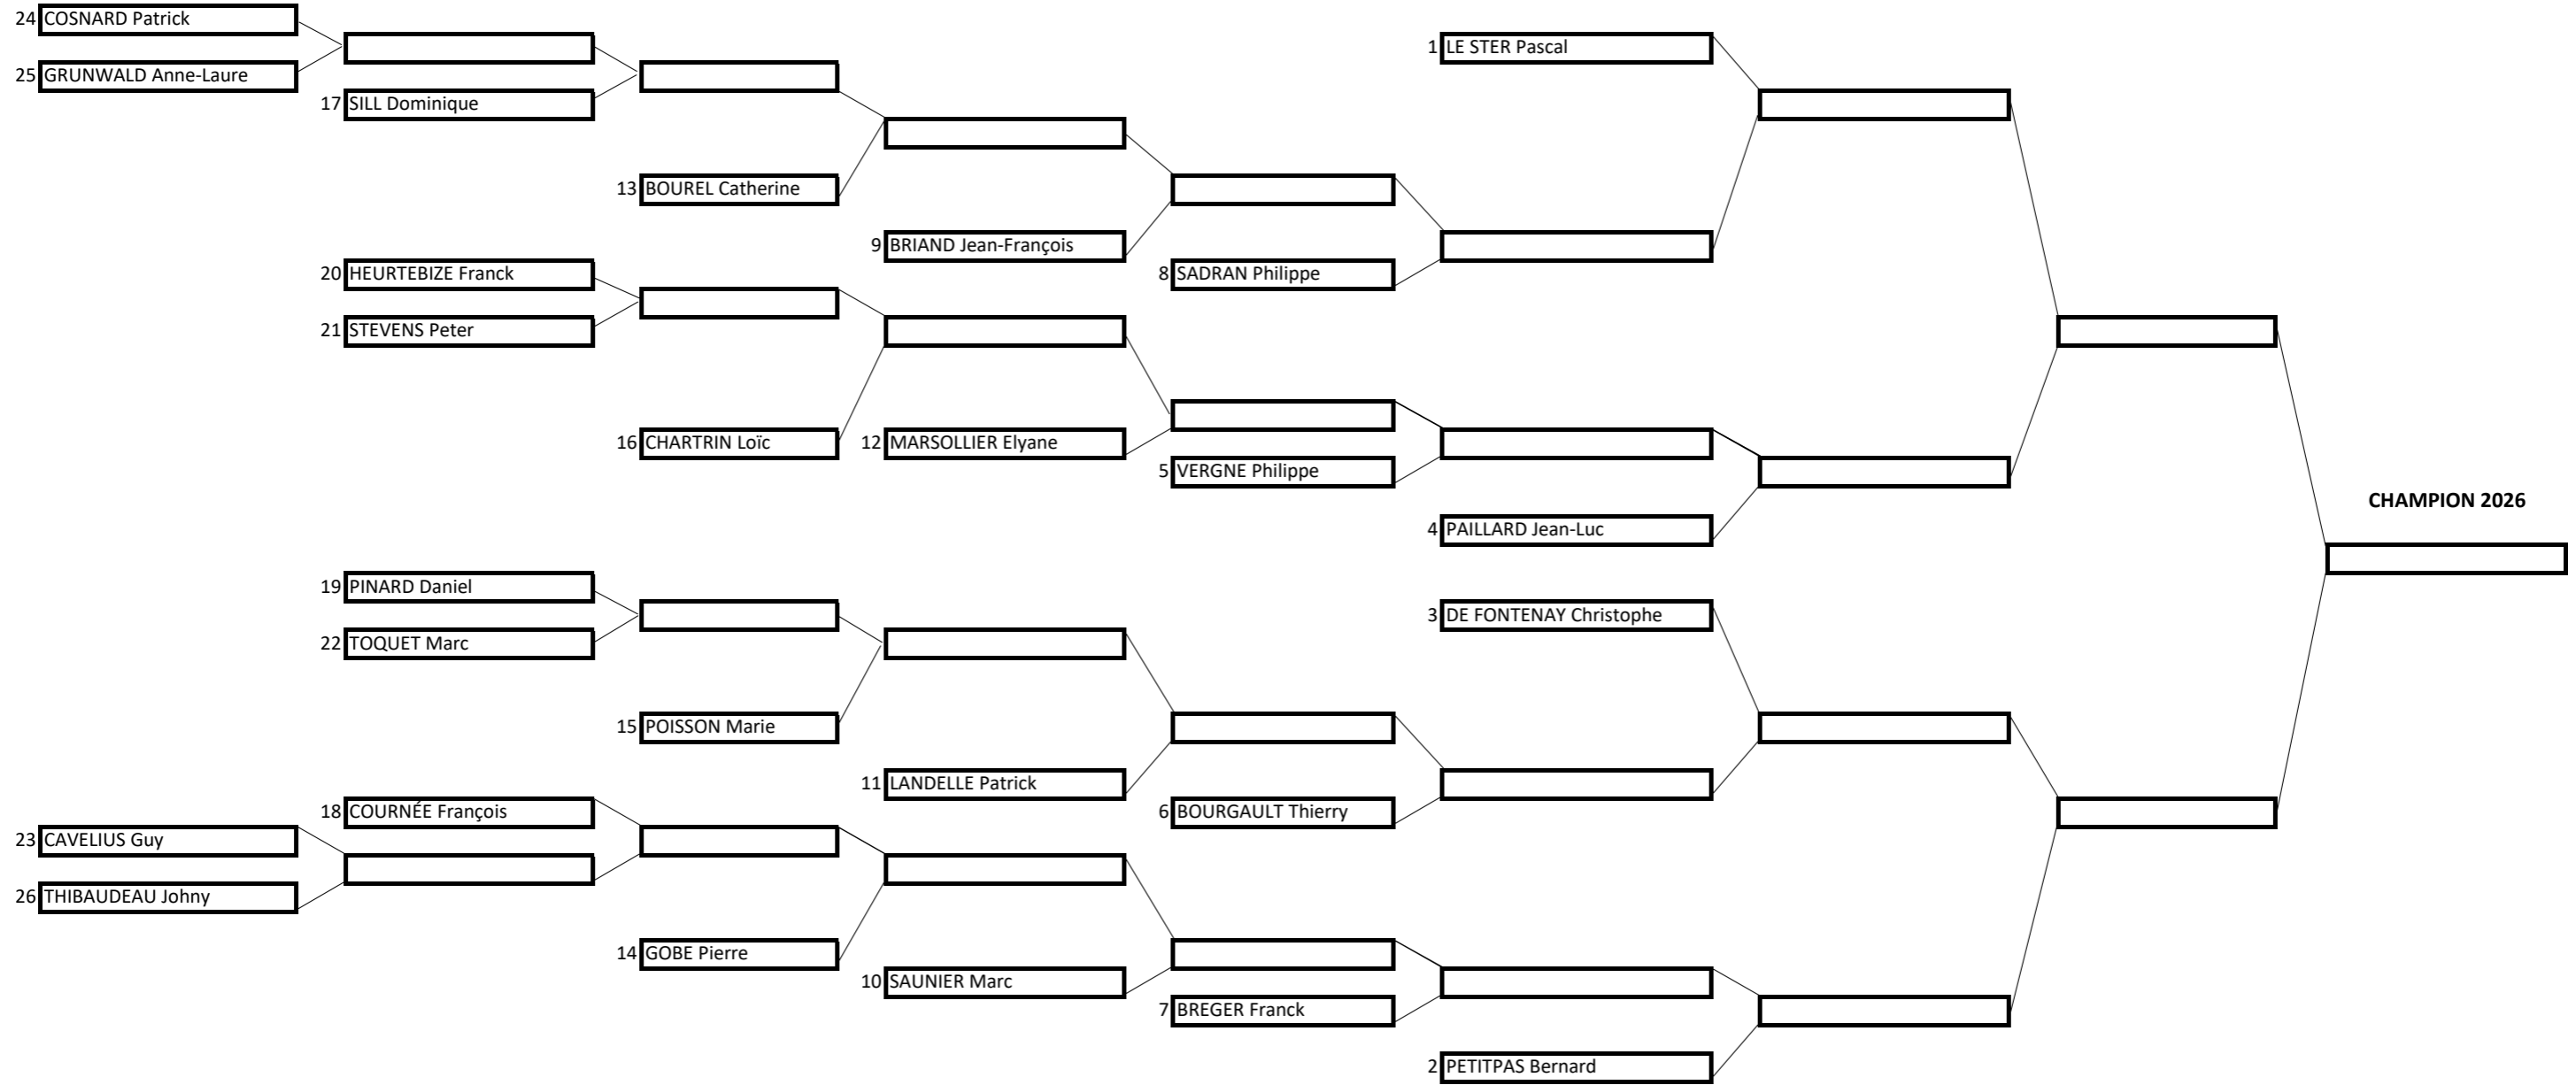 24 COSNARD Patrick
1 LE STER Pascal
25 GRUNWALD Anne-Laure
17 SILL Dominique
13 BOUREL Catherine
9 BRIAND Jean-François
20 HEURTEBIZE Franck
8 SADRAN Philippe
21 STEVENS Peter
16 CHARTRIN Loïc
12 MARSOLLIER Elyane
5 VERGNE Philippe
CHAMPION 2026
4 PAILLARD Jean-Luc
19 PINARD Daniel
3 DE FONTENAY Christophe
22 TOQUET Marc
15 POISSON Marie
11 LANDELLE Patrick
18 COURNÉE François
6 BOURGAULT Thierry
23 CAVELIUS Guy
26 THIBAUDEAU Johny
14 GOBE Pierre
10 SAUNIER Marc
7 BREGER Franck
2 PETITPAS Bernard